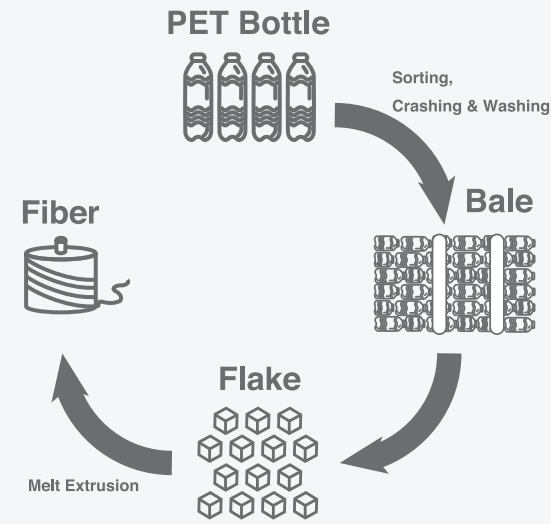 PET Bottle
Sorting,
Crashing & Washing
Bale
Fiber
Flake
Melt Extrusion